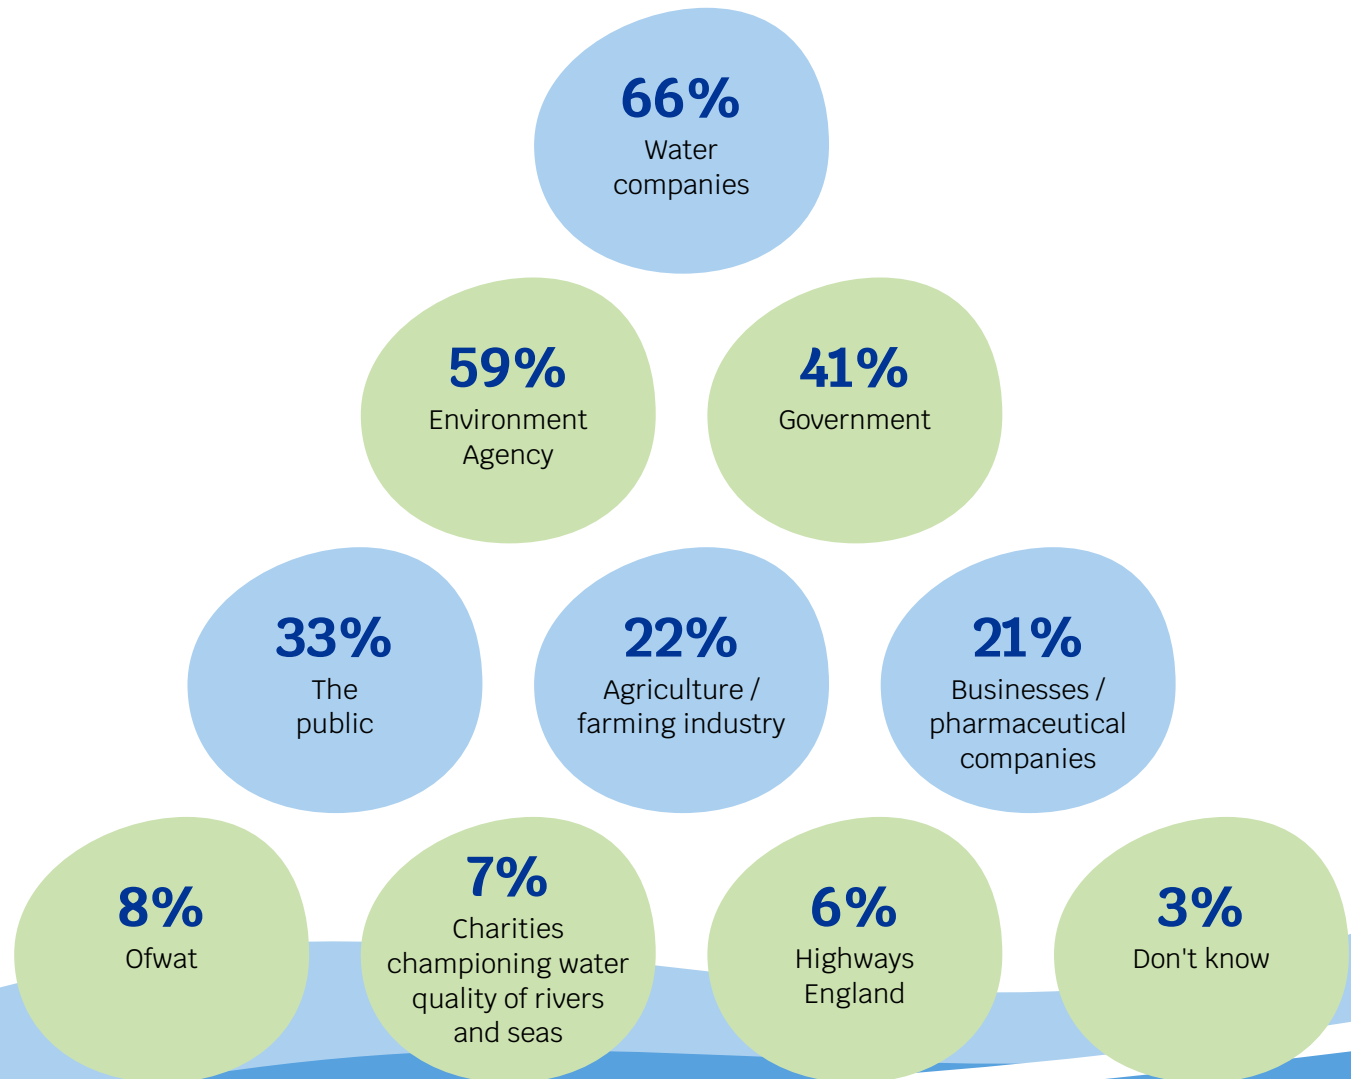 66%
Water
companies
59%
Environment
Agency
41%
Government
33%
The
public
22%
Agriculture /
farming industry
21%
Businesses /
pharmaceutical
companies
8%
Ofwat
7%
Charities
championing water
quality of rivers
and seas
6%
Highways
England
3%
Don't know